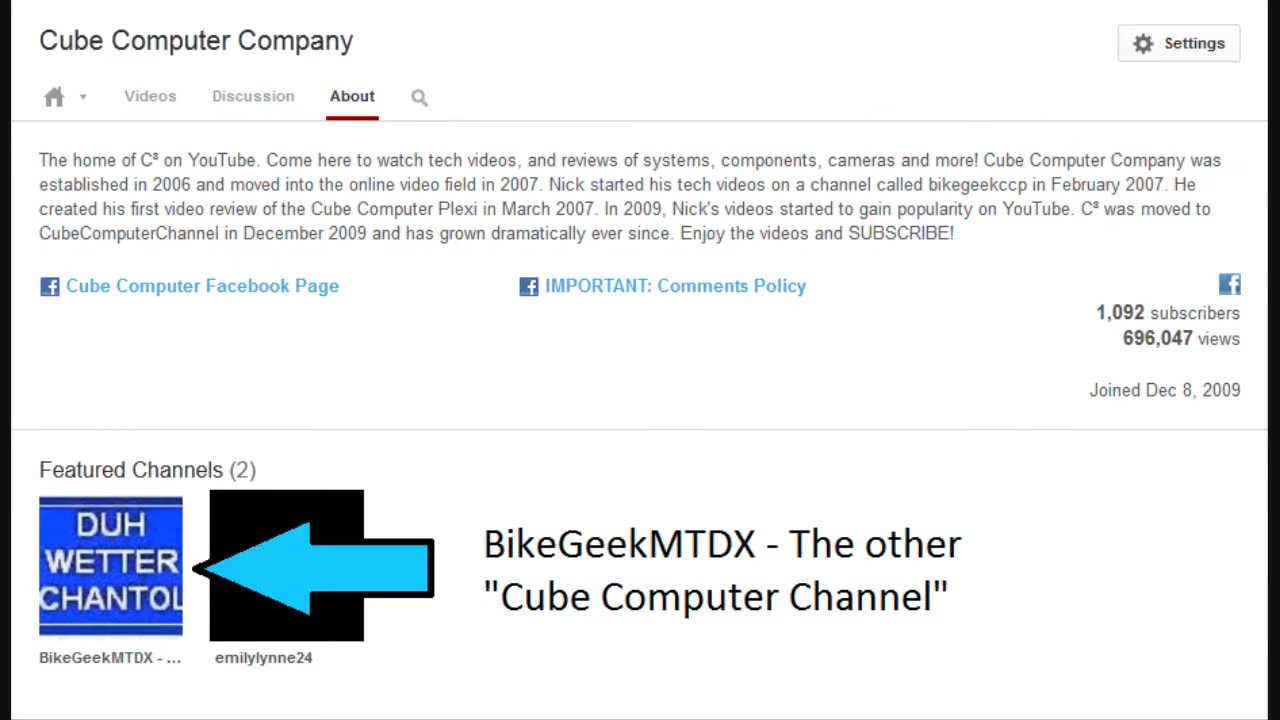 Cube Computer Company
Settings
Videos Discussion About
The home of C³ on YouTube. Come here to watch tech videos, and reviews of systems, components, cameras and more! Cube Computer Company was
established in 2006 and moved into the online video field in 2007. Nick started his tech videos on a channel called bikegeekccp in February 2007. He
created his first video review of the Cube Computer Plexi in March 2007. In 2009, Nick's videos started to gain popularity on YouTube. C³ was moved to
CubeComputerChannel in December 2009 and has grown dramatically ever since. Enjoy the videos and SUBSCRIBE!
Cube Computer Facebook Page IMPORTANT: Comments Policy
1,092 subscribers
696,047 views
Joined Dec 8, 2009
Featured Channels (2)
DUH
WETTER
CHANTOL
BikeGeekMTDX - The other
"Cube Computer Channel"
BikeGeekMTDX - ... emilylynne24